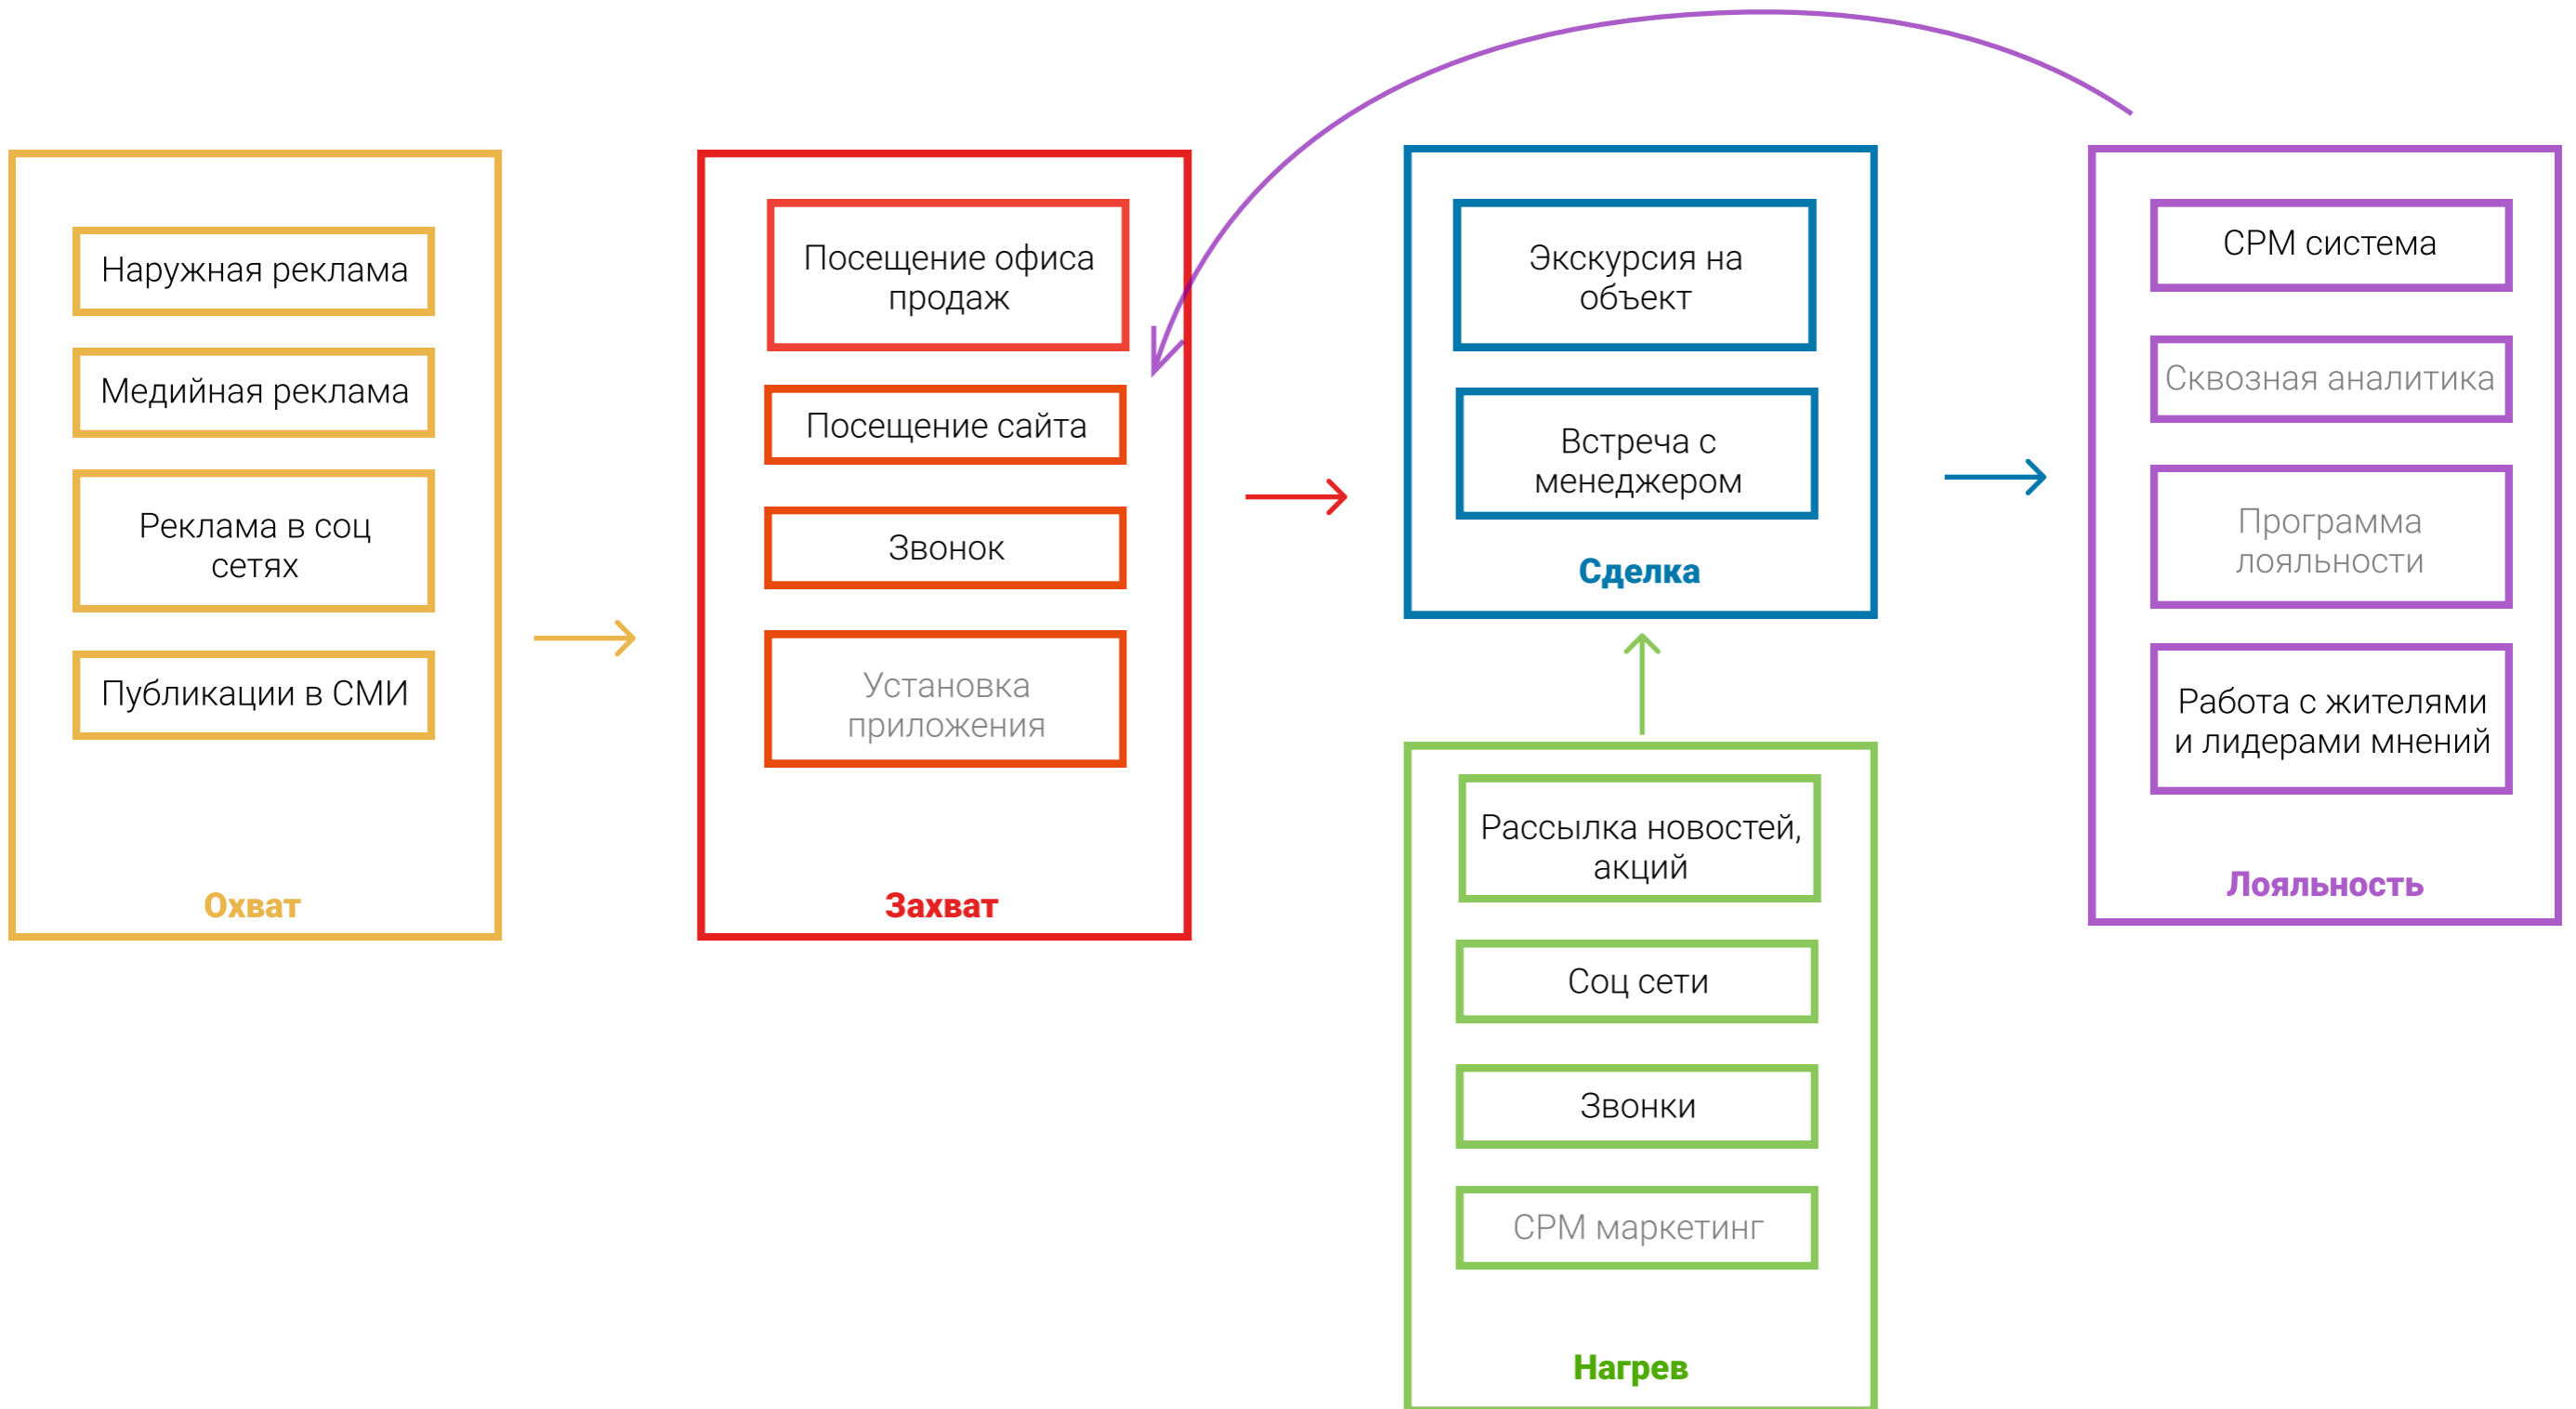 Наружная реклама
Медийная реклама
Реклама в соц
сетях
Публикации в СМИ
Охват
Посещение офиса
продаж
Посещение сайта
Звонок
Установка
приложения
Захват
Экскурсия на
объект
Встреча с
менеджером
Сделка
Рассылка новостей,
акций
Соц сети
Звонки
СРМ маркетинг
Нагрев
СРМ система
Сквозная аналитика
Программа
лояльности
Работа с жителями
и лидерами мнений
Лояльность